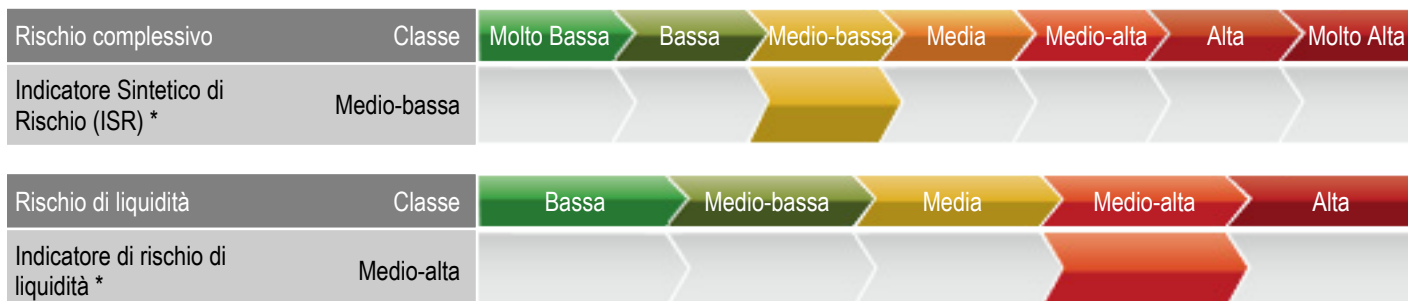 Rischio complessivo Classe Molto Bassa Bassa Medio-bassa Media Medio-alta Alta Molto Alta
Indicatore Sintetico di
Rischio (ISR) * Medio-bassa
Rischio di liquidità Classe Bassa Medio-bassa Media Medio-alta Alta
Indicatore di rischio di
liquidità * Medio-alta